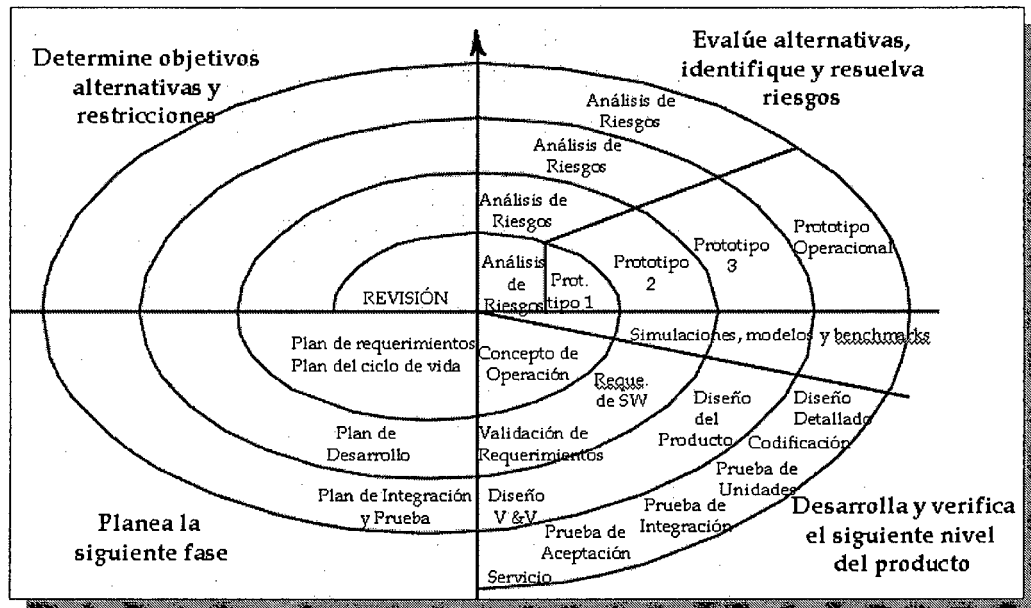 Determine objetivos
alternativas y
restricciones
Evalúe alternativas,
identifique y resuelva
riesgos
Análisis de
Riesgos
Análisis de
Riesgos
Análisis de
Riesgos
Análisis
de
Riesgos
Prot.
tipo 1
Prototipo
2
Prototipo
3
Prototipo
Operacional
REVISIÓN
Simulaciones, modelos y benchmarks
Plan de requerimientos
Plan del ciclo de vida
Concepto de
Operación
Reque.
de SW
Diseño
del
Producto
Diseño
Detallado
Plan de
Desarrollo
Validación de
Requerimientos
Codificación
Prueba de
Unidades
Plan de Integración
y Prueba
Diseño
V &V
Prueba de
Integración
Prueba de
Aceptación
Servicio
Planea la
siguiente fase
Desarrolla y verifica
el siguiente nivel
del producto